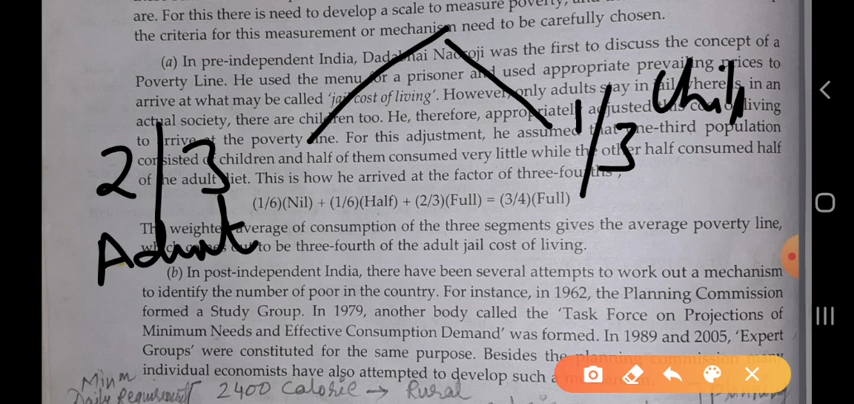 are. For this there is need to develop a scale to measure poverty, and
the criteria for this measurement or mechanism need to be carefully chosen.
(a) In pre-independent India, Dadabhai Naoroji was the first to discuss the concept of a
Poverty Line. He used the menu for a prisoner and used appropriate prevailing prices to
arrive at what may be called 'jail cost of living'. However, only adults stay in jail whereas, in an
actual society, there are children too. He, therefore, appropriately adjusted this cost of living
to arrive at the poverty line. For this adjustment, he assumed that one-third population
consisted of children and half of them consumed very little while the other half consumed half
of the adult diet. This is how he arrived at the factor of three-fourths;
(1/6)(Nil) + (1/6)(Half) + (2/3)(Full) = (3/4)(Full)
The weighted average of consumption of the three segments gives the average poverty line,
which comes out to be three-fourth of the adult jail cost of living.
2/3
Adult
1/3
(b) In post-independent India, there have been several attempts to work out a mechanism
to identify the number of poor in the country. For instance, in 1962, the Planning Commission
formed a Study Group. In 1979, another body called the 'Task Force on Projections of
Minimum Needs and Effective Consumption Demand' was formed. In 1989 and 2005, 'Expert
Groups' were constituted for the same purpose. Besides the planning commission many
individual economists have also attempted to develop such a
Minm
Daily Requirement 2400 Calorie → Rural